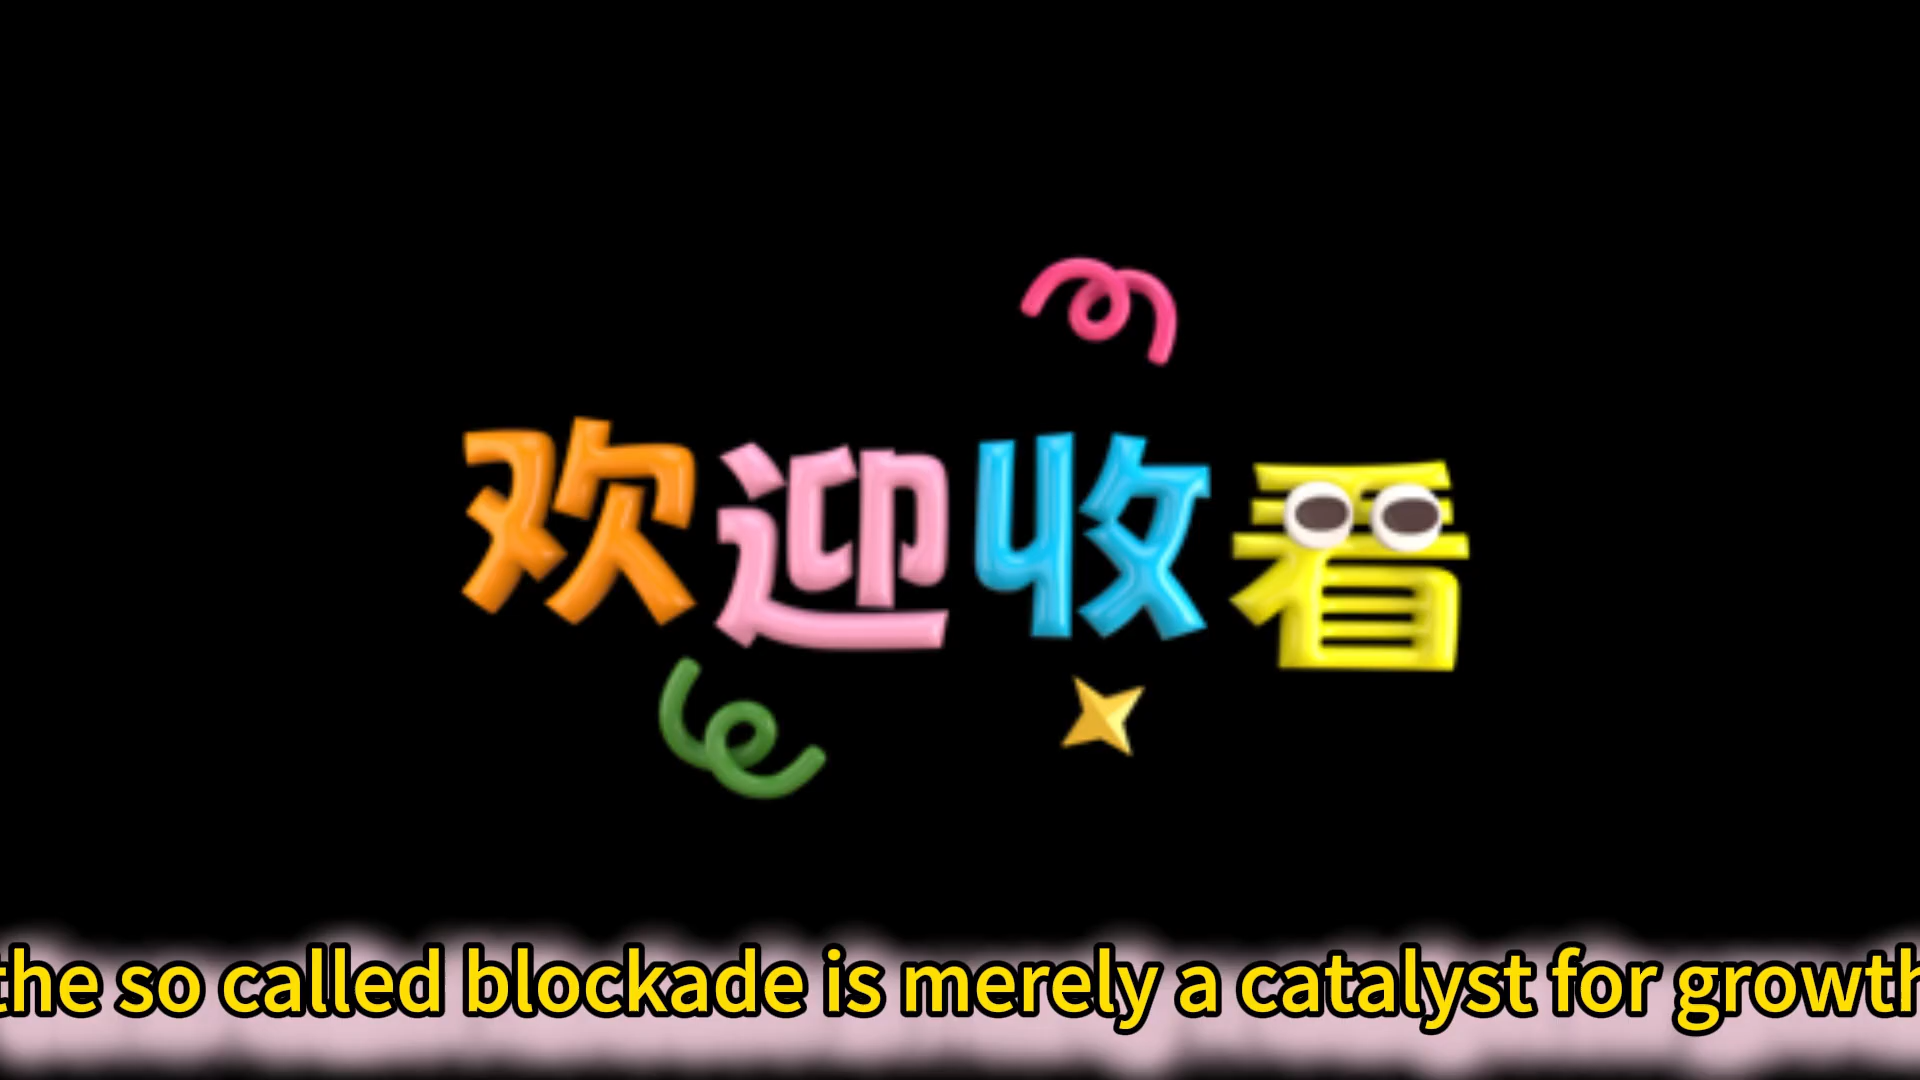 欢迎收看
the so called blockade is merely a catalyst for growth